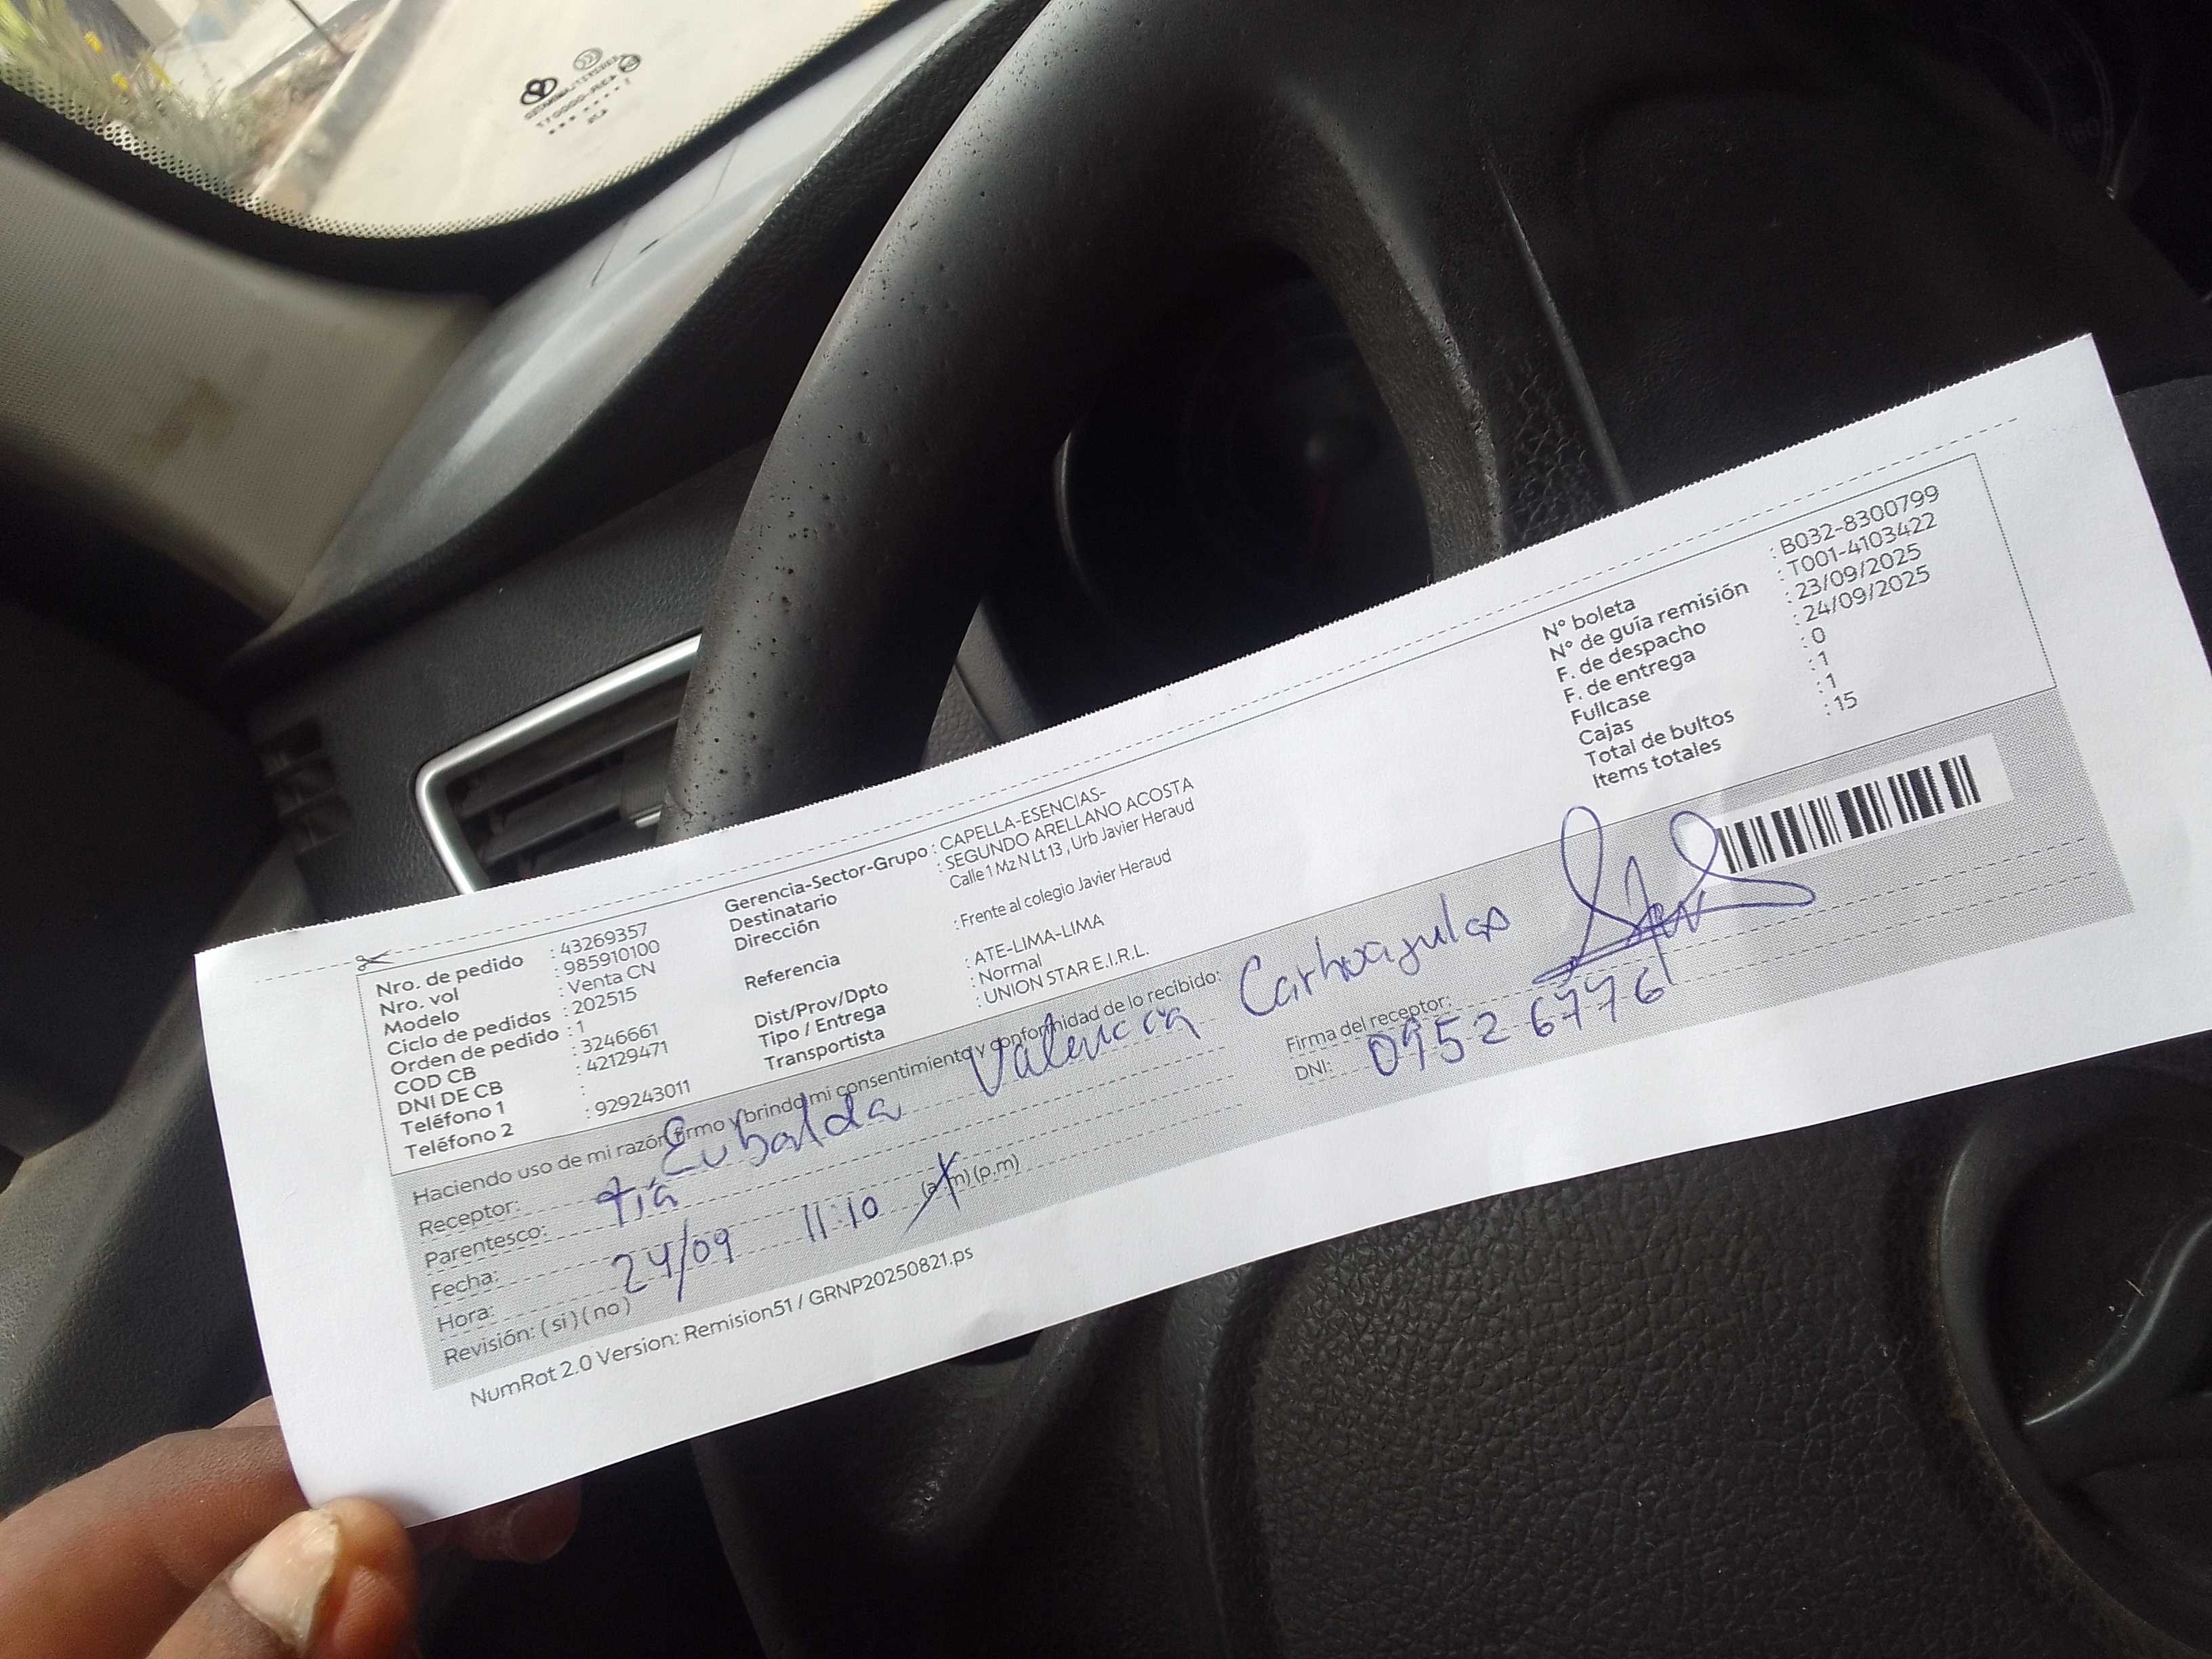 Nro. de pedido : 43269357
Nro. vol : 985910100
Modelo : Venta CN
Ciclo de pedidos : 202515
Orden de pedido : 1
COD CB : 3246661
DNI DE CB : 42129471
Teléfono 1 :
Teléfono 2 : 929243011
Gerencia-Sector-Grupo : CAPELLA-ESENCIAS-
Destinatario : SEGUNDO ARELLANO ACOSTA
Dirección Calle 1 Mz N Lt 13 , Urb Javier Heraud
Referencia : Frente al colegio Javier Heraud
Dist/Prov/Dpto : ATE-LIMA-LIMA
Tipo / Entrega : Normal
Transportista : UNION STAR E.I.R.L.
N° boleta : B032-8300799
N° de guía remisión : T001-4103422
F. de despacho : 23/09/2025
F. de entrega : 24/09/2025
Fullcase : 0
Cajas : 1
Total de bultos : 1
Items totales : 15
Haciendo uso de mi razón firmo y brindo mi consentimiento y conformidad de lo recibido:
Receptor: Eubalda Valencia
Parentesco: tía
Fecha: 24/09
Hora: 11:10 (a.m) (p.m)
Revisión: ( si ) ( no )
Firma del receptor:
DNI: 09526776
NumRot 2.0 Version: Remision51 / GRNP20250821.ps